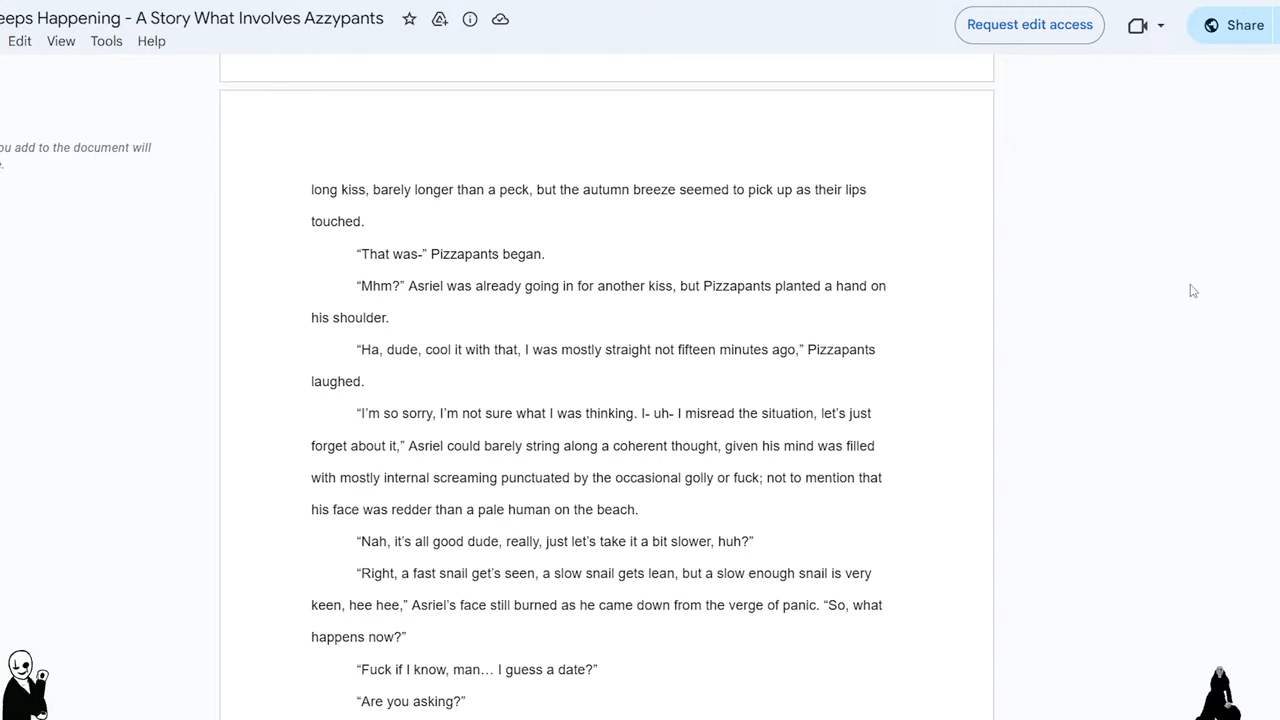 eeps Happening - A Story What Involves Azzypants
Request edit access
Share
Edit View Tools Help
ou add to the document will
e.
long kiss, barely longer than a peck, but the autumn breeze seemed to pick up as their lips
touched.
“That was-” Pizzapants began.
“Mhm?” Asriel was already going in for another kiss, but Pizzapants planted a hand on
his shoulder.
“Ha, dude, cool it with that, I was mostly straight not fifteen minutes ago,” Pizzapants
laughed.
“I’m so sorry, I’m not sure what I was thinking. I- uh- I misread the situation, let’s just
forget about it,” Asriel could barely string along a coherent thought, given his mind was filled
with mostly internal screaming punctuated by the occasional golly or fuck; not to mention that
his face was redder than a pale human on the beach.
“Nah, it’s all good dude, really, just let’s take it a bit slower, huh?”
“Right, a fast snail get’s seen, a slow snail gets lean, but a slow enough snail is very
keen, hee hee,” Asriel’s face still burned as he came down from the verge of panic. “So, what
happens now?”
“Fuck if I know, man… I guess a date?”
“Are you asking?”